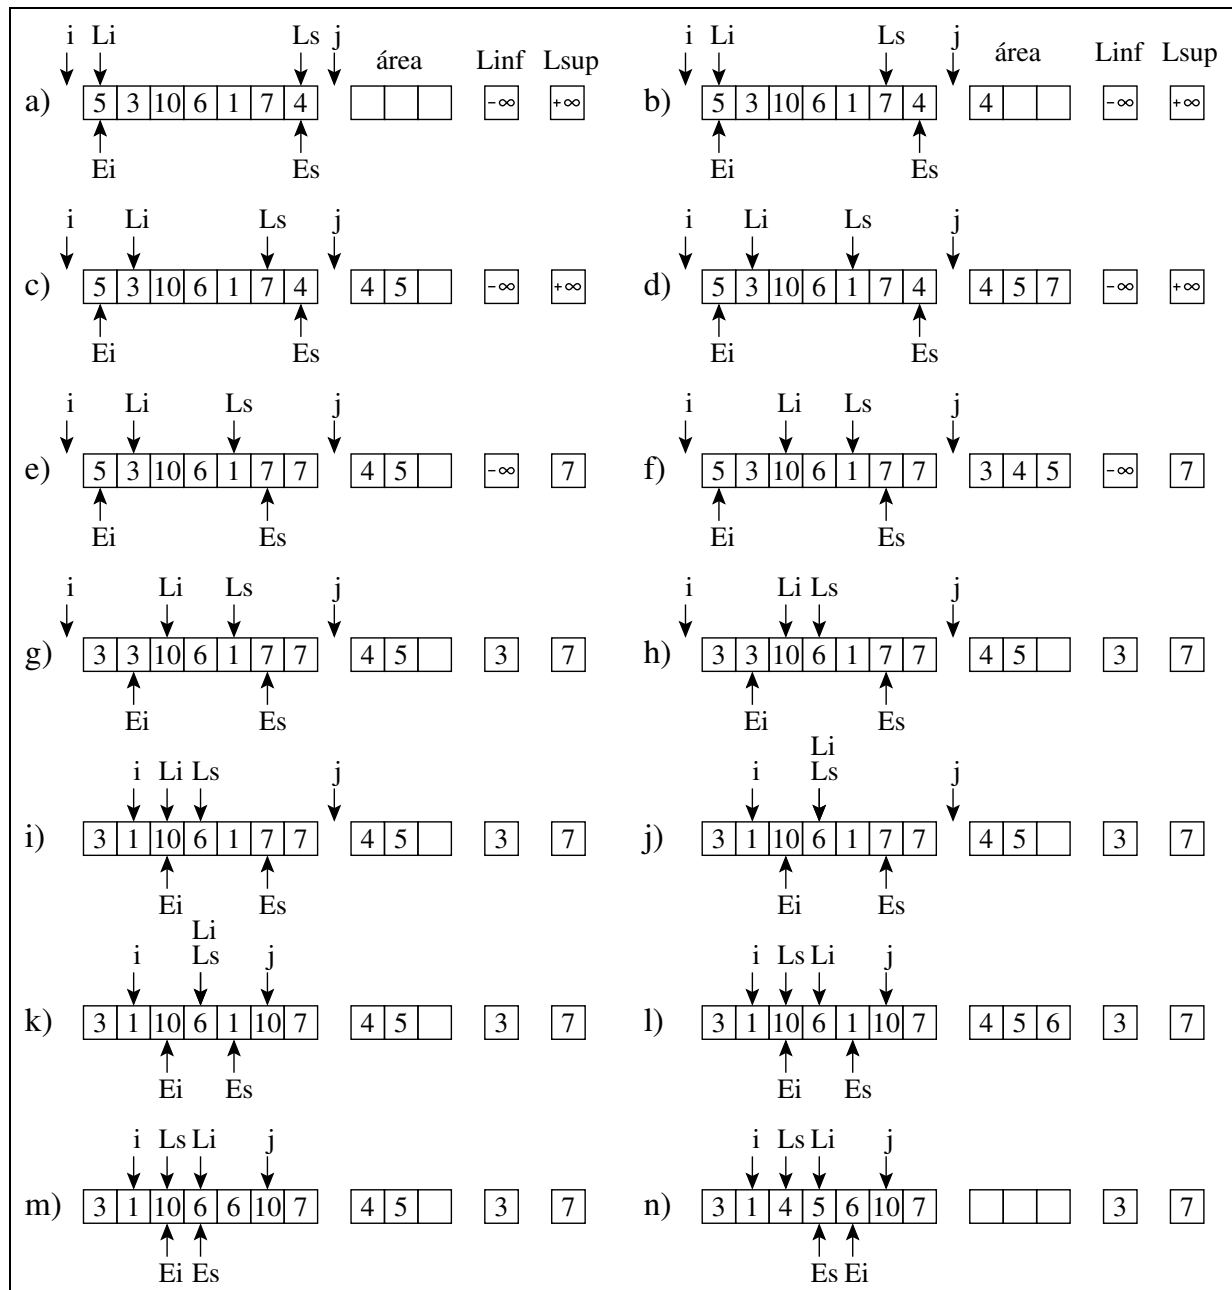 i Li Ls j área Linf Lsup
a) 5 3 10 6 1 7 4 -∞ +∞
Ei Es
i Li Ls j área Linf Lsup
b) 5 3 10 6 1 7 4 4 -∞ +∞
Ei Es
i Li Ls j
c) 5 3 10 6 1 7 4 4 5 -∞ +∞
Ei Es
i Li Ls j
d) 5 3 10 6 1 7 4 4 5 7 -∞ +∞
Ei Es
i Li Ls j
e) 5 3 10 6 1 7 7 4 5 -∞ 7
Ei Es
i Li Ls j
f) 5 3 10 6 1 7 7 3 4 5 -∞ 7
Ei Es
i Li Ls j
g) 3 3 10 6 1 7 7 4 5 3 7
Ei Es
i Li Ls j
h) 3 3 10 6 1 7 7 4 5 3 7
Ei Es
i Li Ls j
i) 3 1 10 6 1 7 7 4 5 3 7
Ei Es
Li
i Ls j
j) 3 1 10 6 1 7 7 4 5 3 7
Ei Es
Li
i Ls j
k) 3 1 10 6 1 10 7 4 5 3 7
Ei Es
i Ls Li j
l) 3 1 10 6 1 10 7 4 5 6 3 7
Ei Es
i Ls Li j
m) 3 1 10 6 6 10 7 4 5 3 7
Ei Es
i Ls Li j
n) 3 1 4 5 6 10 7 3 7
Es Ei